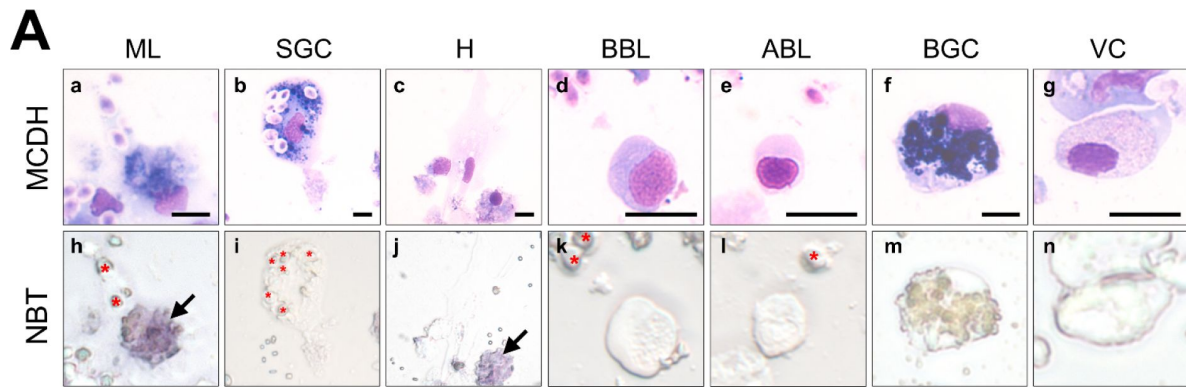 A
ML SGC H BBL ABL BGC VC
MCDH
a b c d e f g
NBT
h i j k l m n
* * * * * * * * * * *